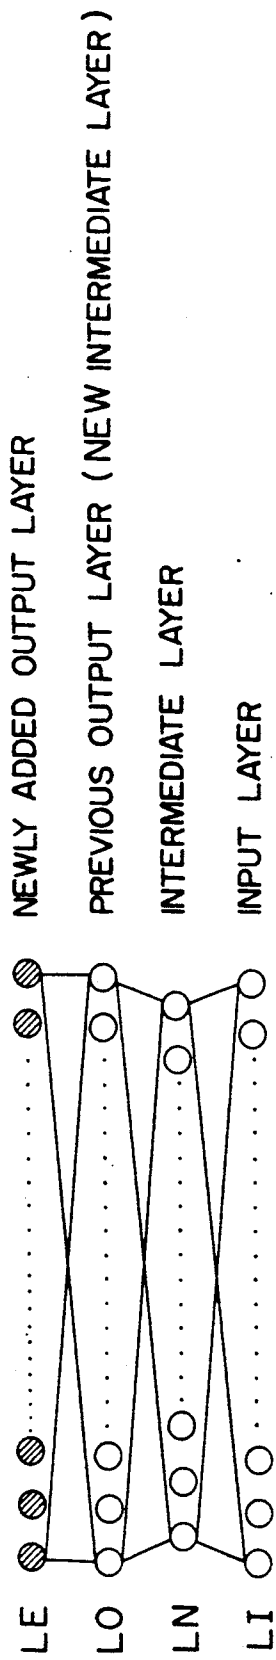 LE NEWLY ADDED OUTPUT LAYER
LO PREVIOUS OUTPUT LAYER (NEW INTERMEDIATE LAYER)
LN INTERMEDIATE LAYER
LI INPUT LAYER